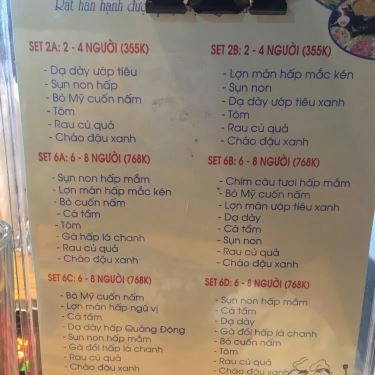 Rất hân hạnh được
SET 2A: 2 - 4 NGƯỜI (355K)
- Dạ dày ướp tiêu
- Sụn non hấp
- Bò Mỹ cuốn nấm
- Tôm
- Rau củ quả
- Cháo đậu xanh
SET 2B: 2 - 4 NGƯỜI (355K)
- Lợn mán hấp mắc kén
- Sụn non
- Dạ dày ướp tiêu xanh
- Tôm
- Rau củ quả
- Cháo đậu xanh
SET 6A: 6 - 8 NGƯỜI (768K)
- Sụn non hấp mắm
- Lợn mán hấp mắc kén
- Bò cuốn nấm
- Cá tầm
- Tôm
- Gà hấp lá chanh
- Rau củ quả
- Cháo đậu xanh
SET 6B: 6 - 8 NGƯỜI (768K)
- Chim câu tươi hấp mắm
- Bò Mỹ cuốn nấm
- Lợn mán ướp tiêu xanh
- Dạ dày
- Cá tầm
- Sụn non
- Rau củ quả
- Cháo đậu xanh
SET 6C: 6 - 8 NGƯỜI (768K)
- Bò Mỹ cuốn nấm
- Lợn mán hấp ngũ vị
- Cá tầm
- Dạ dày hấp Quảng Đông
- Sụn non hấp mắm
- Gà đồi hấp lá chanh
- Rau củ quả
- Cháo đậu xanh
SET 6D: 6 - 8 NGƯỜI (768K)
- Sụn non hấp mắm
- Cá tầm
- Dạ dày
- Gà đồi hấp lá chanh
- Bò cuốn nấm
- Tôm
- Rau củ quả
- Cháo đậu xanh